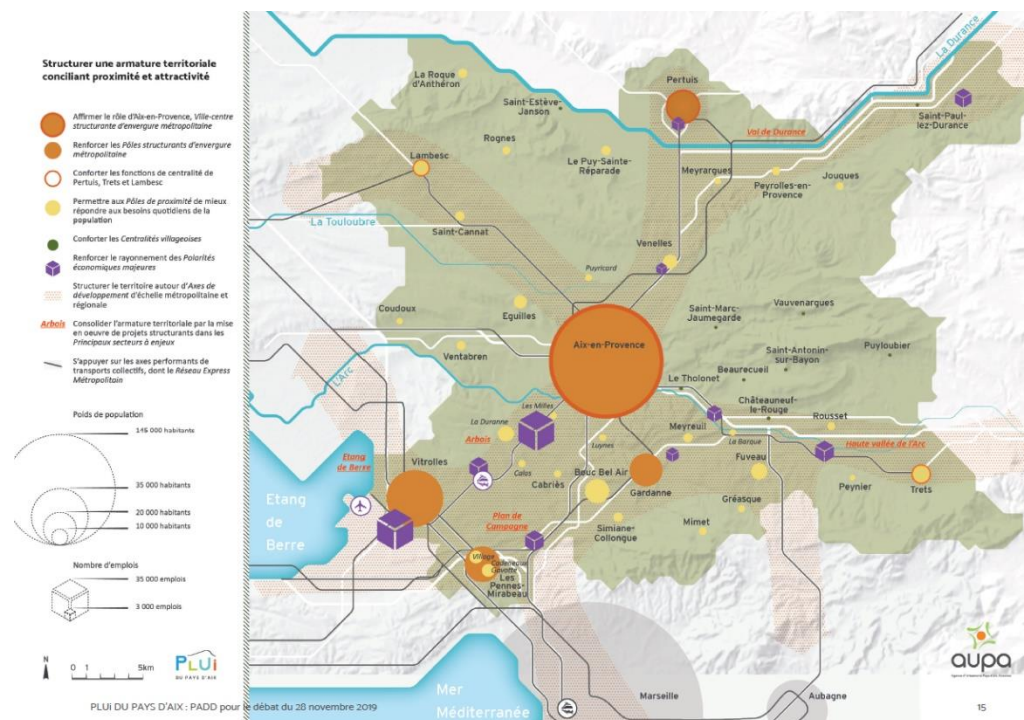 Structurer une armature territoriale
conciliant proximité et attractivité
Affirmer le rôle d'Aix-en-Provence, Ville-centre
structurante d'envergure métropolitaine
Renforcer les Pôles structurants d'envergure
métropolitaine
Conforter les fonctions de centralité de
Pertuis, Trets et Lambesc
Permettre aux Pôles de proximité de mieux
répondre aux besoins quotidiens de la
population
Conforter les Centralités villageoises
Renforcer le rayonnement des Polarités
économiques majeures
Structurer le territoire autour d'Axes de
développement d'échelle métropolitaine et
régionale
Arbois
Consolider l'armature territoriale par la mise
en oeuvre de projets structurants dans les
Principaux secteurs à enjeux
S'appuyer sur les axes performants de
transports collectifs, dont le Réseau Express
Métropolitain
Poids de population
145 000 habitants
35 000 habitants
20 000 habitants
10 000 habitants
Nombre d'emplois
35 000 emplois
3 000 emplois
N
0 1 5km
PLUi
DU PAYS D'AIX
La Durance
La Roque
d'Anthéron
Saint-Estève-
Janson
Pertuis
Saint-Paul
lez-Durance
Val de Durance
Rognes
Lambesc
Le Puy-Sainte-
Réparade
Meyrargues
Peyrolles-en-
Provence
Jouques
La Touloubre
Saint-Cannat
Venelles
Puyricard
Coudoux
Eguilles
Saint-Marc-
Jaumegarde
Vauvenargues
Aix-en-Provence
Ventabren
Saint-Antonin
-sur-Bayon
Puyloubier
L'Arc
Beaurecueil
Le Tholonet
Châteauneuf-
le-Rouge
Les Milles
La Duranne
Rousset
Meyreuil
La Barque
Arbois
Luynes
Haute vallée de l'Arc
Etang
de Berre
Vitrolles
Calas
Cabriès
Bouc Bel Air
Fuveau
Gardanne
Peynier
Trets
Etang
de
Berre
Gréasque
Plan de
Campagne
Simiane-
Collongue
Mimet
Village
Cadeneaux
Gavotte
Les
Pennes-
Mirabeau
Mer
Méditerranée
Marseille
Aubagne
aupa
PLUi DU PAYS D'AIX : PADD pour le débat du 28 novembre 2019
15